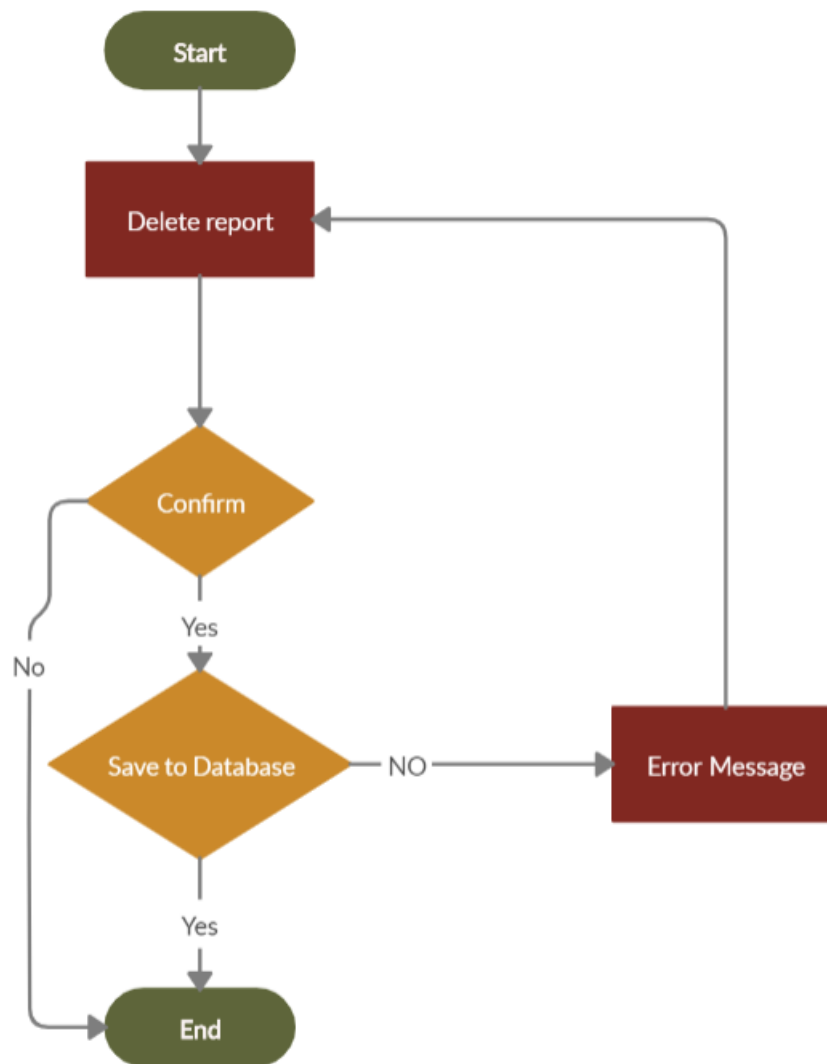 Start
Delete report
Confirm
Yes
No
Save to Database
NO
Error Message
Yes
End